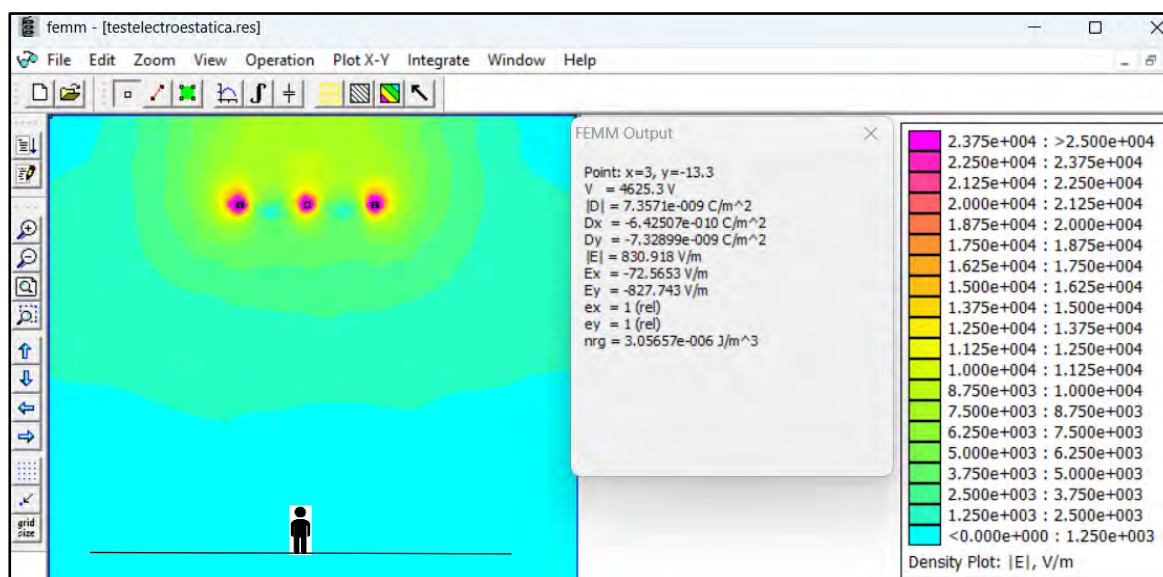 femm - [testelectroestatica.res]
File Edit Zoom View Operation Plot X-Y Integrate Window Help
FEMM Output
Point: x=3, y=-13.3
V = 4625.3 V
|D| = 7.3571e-009 C/m^2
Dx = -6.42507e-010 C/m^2
Dy = -7.32899e-009 C/m^2
|E| = 830.918 V/m
Ex = -72.5653 V/m
Ey = -827.743 V/m
ex = 1 (rel)
ey = 1 (rel)
nrg = 3.05657e-006 J/m^3
2.375e+004 : >2.500e+004
2.250e+004 : 2.375e+004
2.125e+004 : 2.250e+004
2.000e+004 : 2.125e+004
1.875e+004 : 2.000e+004
1.750e+004 : 1.875e+004
1.625e+004 : 1.750e+004
1.500e+004 : 1.625e+004
1.375e+004 : 1.500e+004
1.250e+004 : 1.375e+004
1.125e+004 : 1.250e+004
1.000e+004 : 1.125e+004
8.750e+003 : 1.000e+004
7.500e+003 : 8.750e+003
6.250e+003 : 7.500e+003
5.000e+003 : 6.250e+003
3.750e+003 : 5.000e+003
2.500e+003 : 3.750e+003
1.250e+003 : 2.500e+003
<0.000e+000 : 1.250e+003
Density Plot: |E|, V/m
grid
size